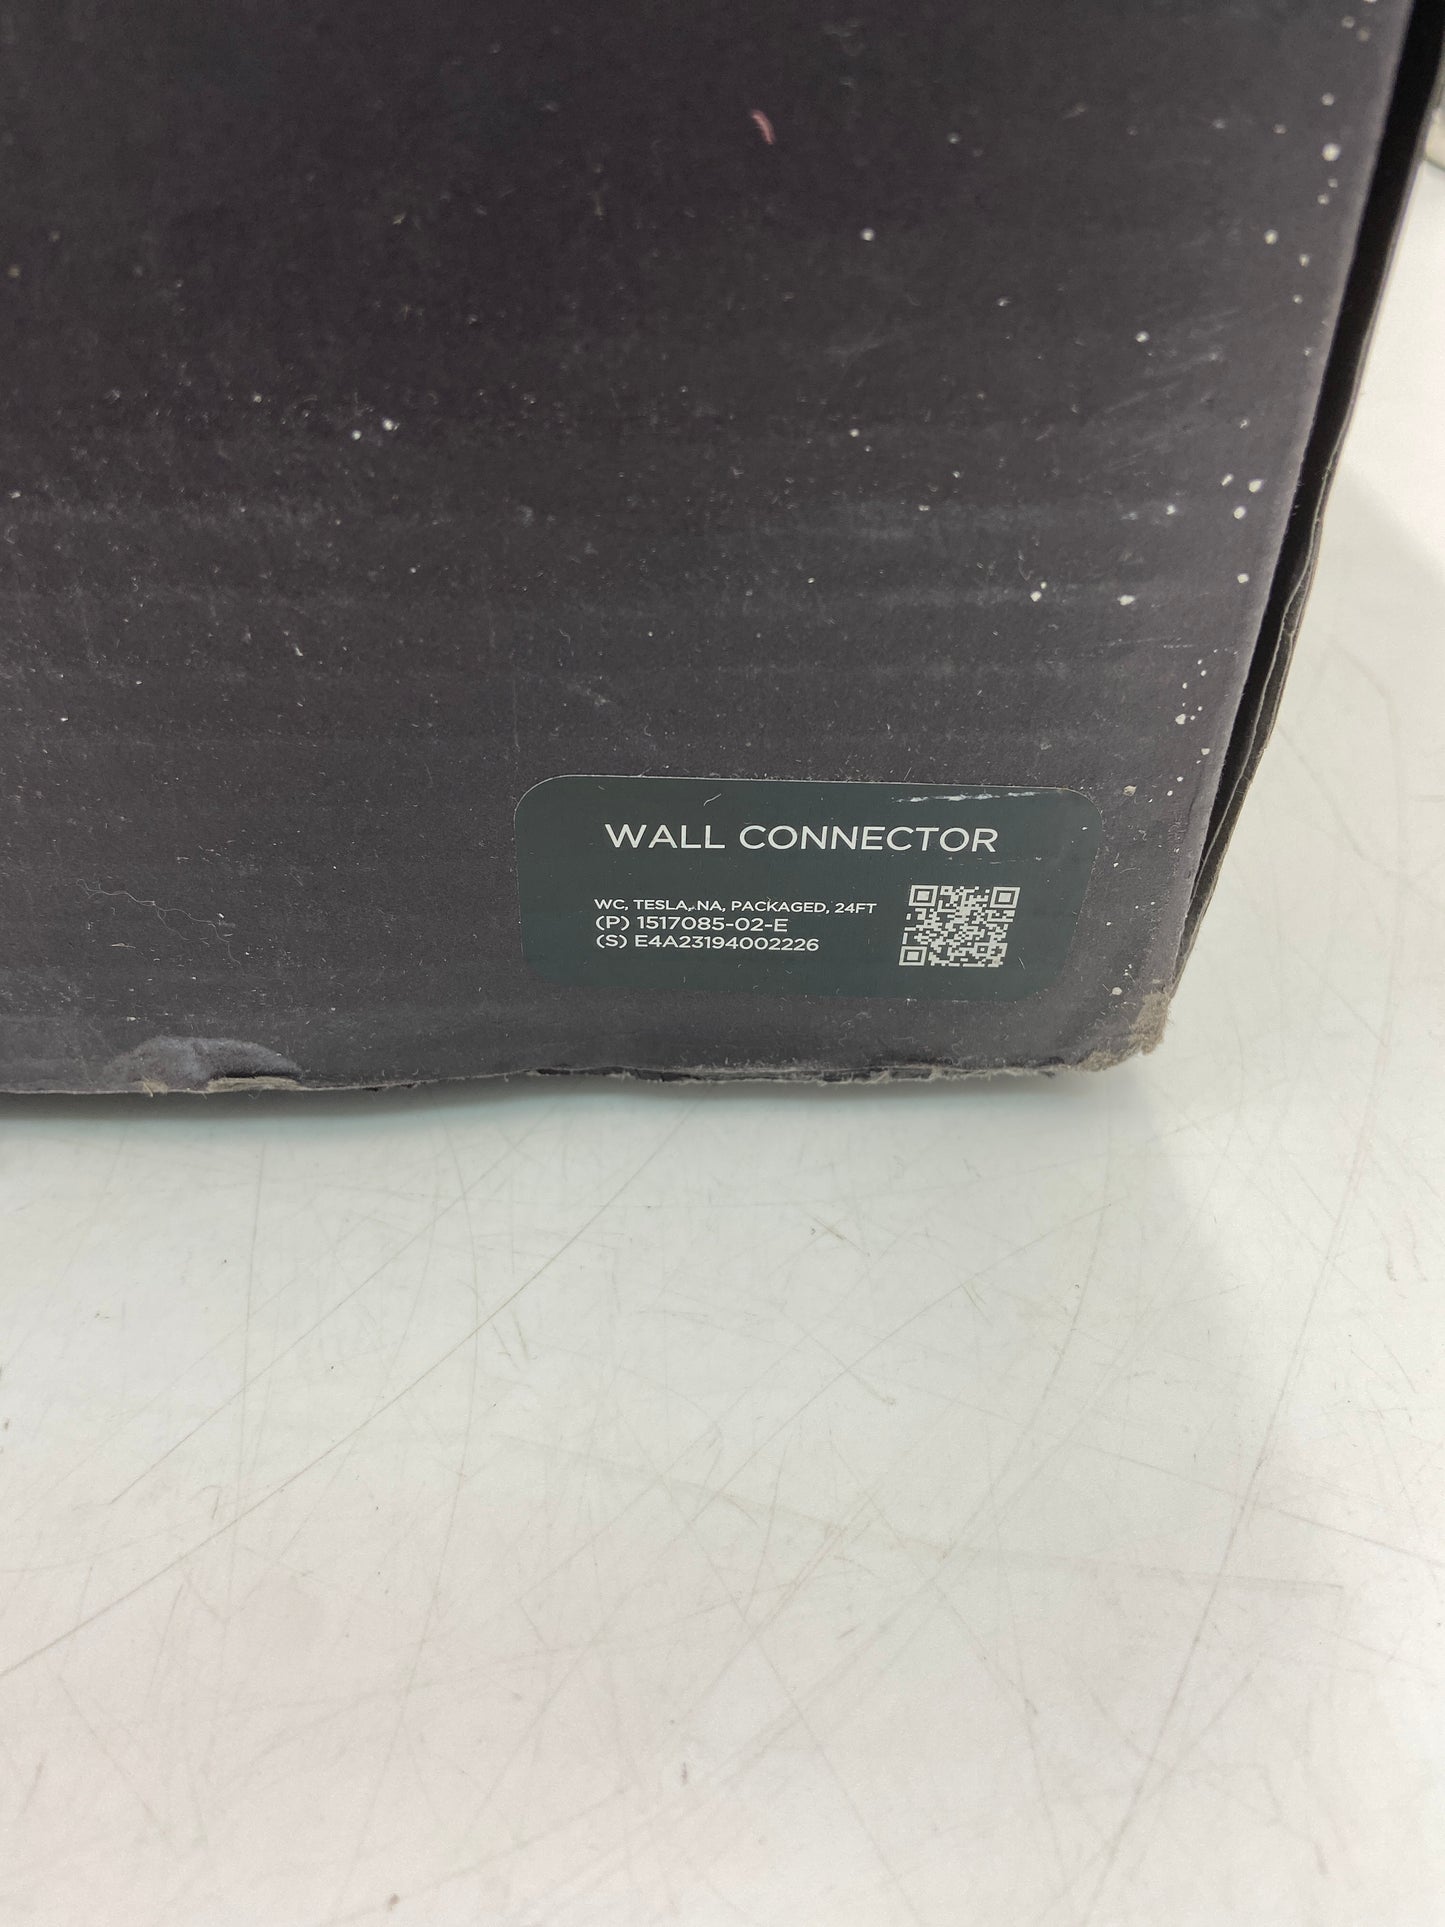 WALL CONNECTOR
WC, TESLA, NA, PACKAGED, 24FT
(P) 1517085-02-E
(S) E4A23194002226